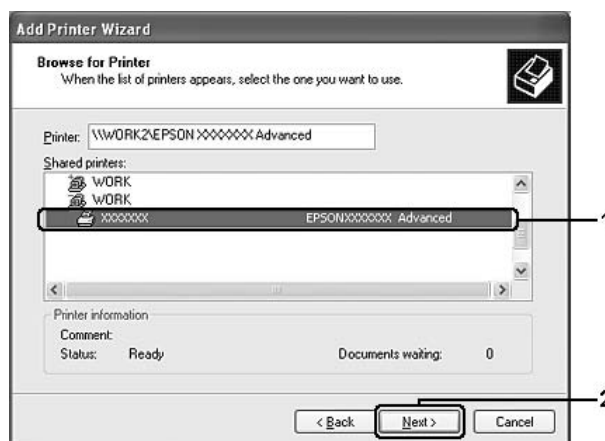 Add Printer Wizard
Browse for Printer
When the list of printers appears, select the one you want to use.
Printer: \\WORK2\EPSON XXXXXXX Advanced
Shared printers:
WORK
WORK
XXXXXXX EPSONXXXXXXX Advanced
1
Printer information
Comment:
Status: Ready Documents waiting: 0
2
< Back Next > Cancel